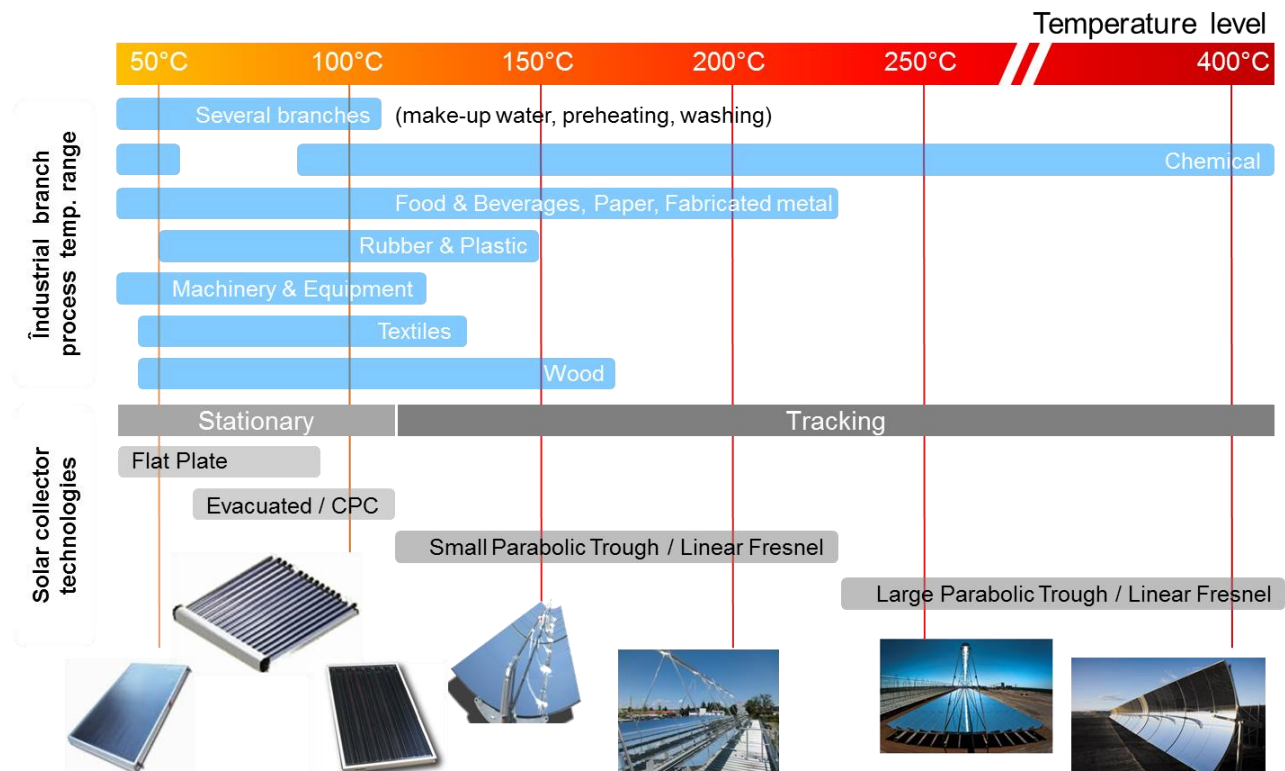 Temperature level
50°C 100°C 150°C 200°C 250°C 400°C
Îndustrial branch
process temp. range
Several branches (make-up water, preheating, washing)
Chemical
Food & Beverages, Paper, Fabricated metal
Rubber & Plastic
Machinery & Equipment
Textiles
Wood
Solar collector
technologies
Stationary Tracking
Flat Plate
Evacuated / CPC
Small Parabolic Trough / Linear Fresnel
Large Parabolic Trough / Linear Fresnel